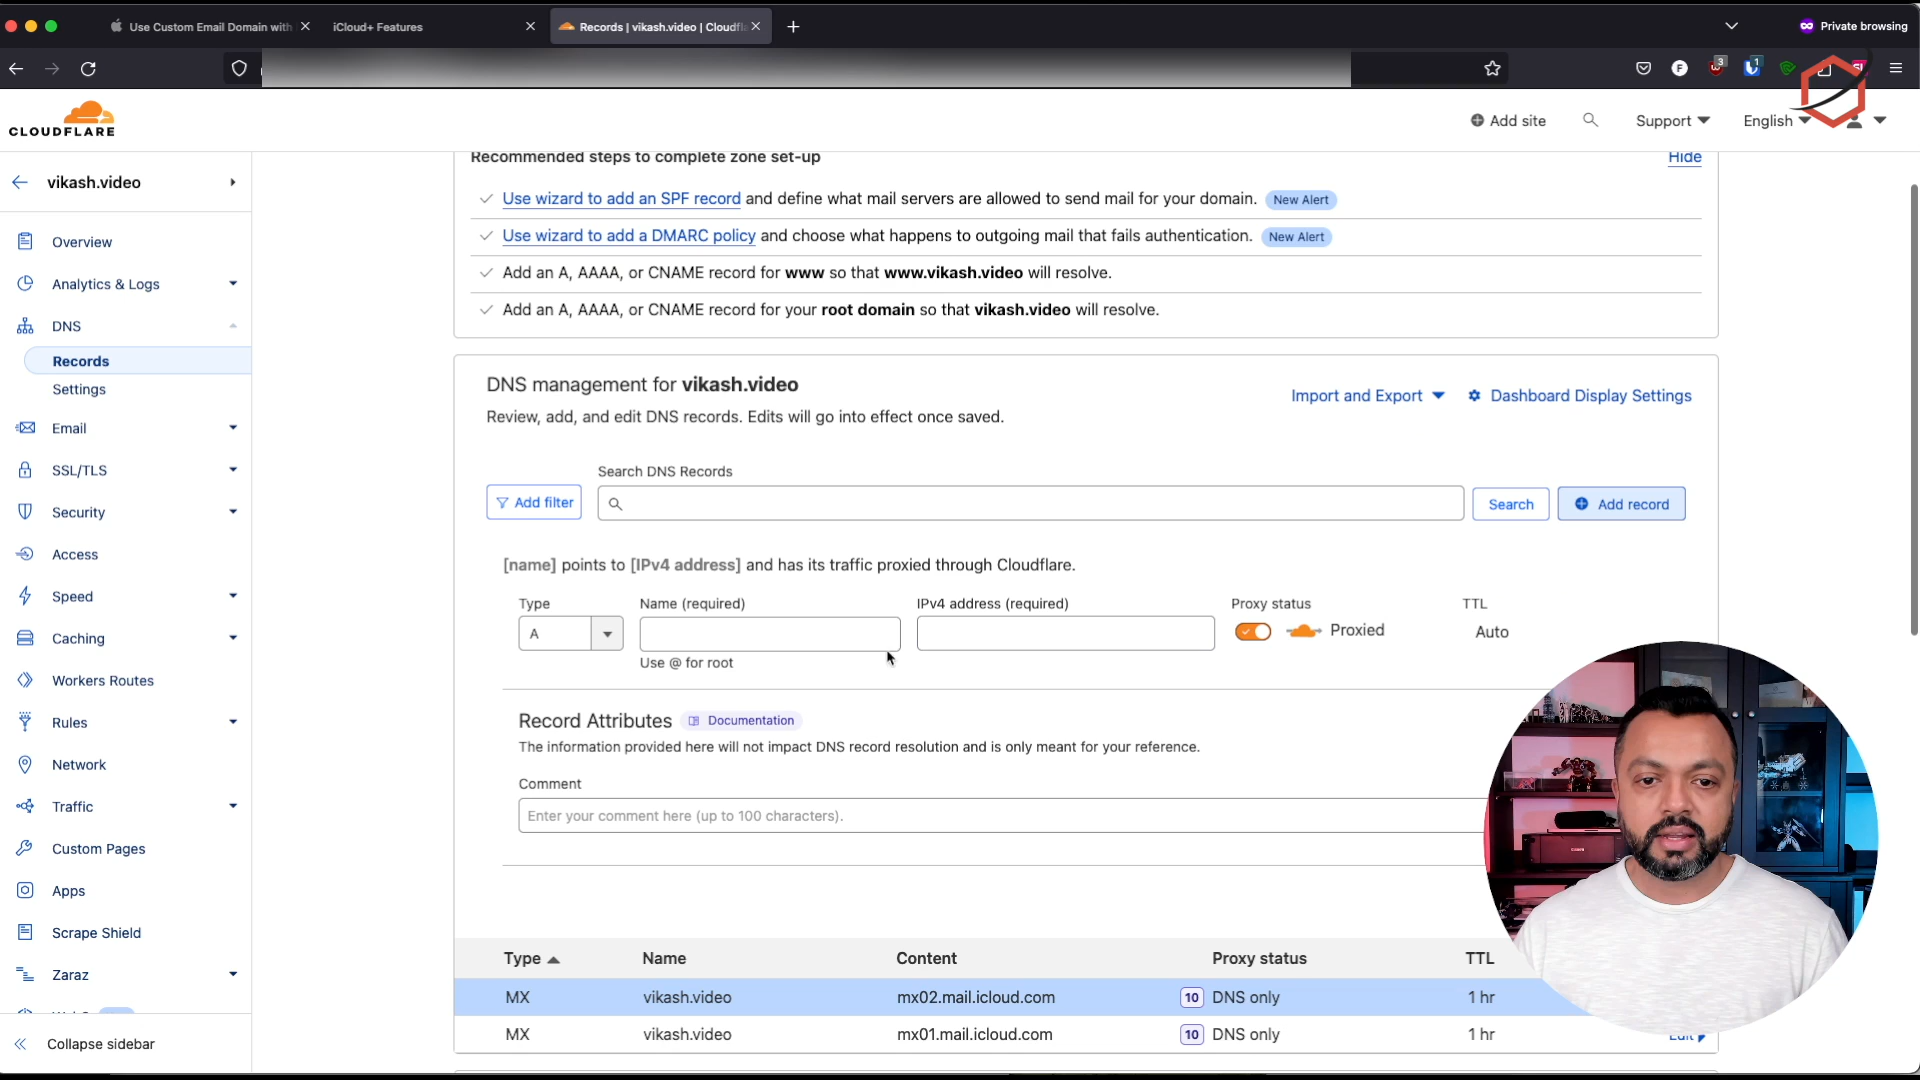 Use Custom Email Domain with
iCloud+ Features
Records | vikash.video | Cloudfl
Private browsing
F
3
1
CLOUDFLARE
Add site
Support
English
vikash.video
Overview
Analytics & Logs
DNS
Records
Settings
Email
SSL/TLS
Security
Access
Speed
Caching
Workers Routes
Rules
Network
Traffic
Custom Pages
Apps
Scrape Shield
Zaraz
Collapse sidebar
Recommended steps to complete zone set-up
Hide
Use wizard to add an SPF record and define what mail servers are allowed to send mail for your domain. New Alert
Use wizard to add a DMARC policy and choose what happens to outgoing mail that fails authentication. New Alert
Add an A, AAAA, or CNAME record for www so that www.vikash.video will resolve.
Add an A, AAAA, or CNAME record for your root domain so that vikash.video will resolve.
DNS management for vikash.video
Review, add, and edit DNS records. Edits will go into effect once saved.
Import and Export
Dashboard Display Settings
Search DNS Records
Add filter
Search
Add record
[name] points to [IPv4 address] and has its traffic proxied through Cloudflare.
Type
Name (required)
IPv4 address (required)
Proxy status
TTL
A
Proxied
Auto
Use @ for root
Record Attributes
Documentation
The information provided here will not impact DNS record resolution and is only meant for your reference.
Comment
Enter your comment here (up to 100 characters).
Type Name Content Proxy status TTL
MX vikash.video mx02.mail.icloud.com 10 DNS only 1 hr
MX vikash.video mx01.mail.icloud.com 10 DNS only 1 hr
Edit